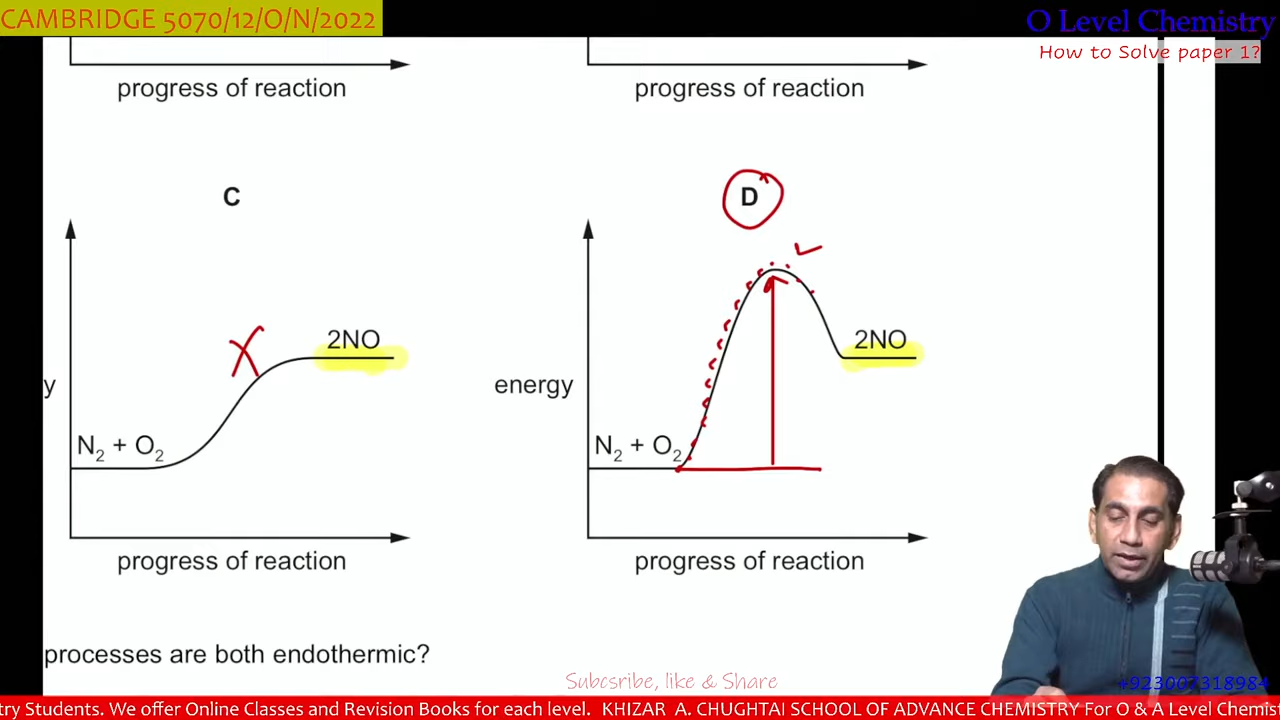 CAMBRIDGE 5070/12/O/N/2022
O Level Chemistry
How to Solve paper 1?
progress of reaction
progress of reaction
C
D
2NO
2NO
y
energy
N₂ + O₂
N₂ + O₂
progress of reaction
progress of reaction
processes are both endothermic?
Subcsribe, like & Share
+923007318984
try Students. We offer Online Classes and Revision Books for each level. KHIZAR A. CHUGHTAI SCHOOL OF ADVANCE CHEMISTRY For O & A Level Chemist